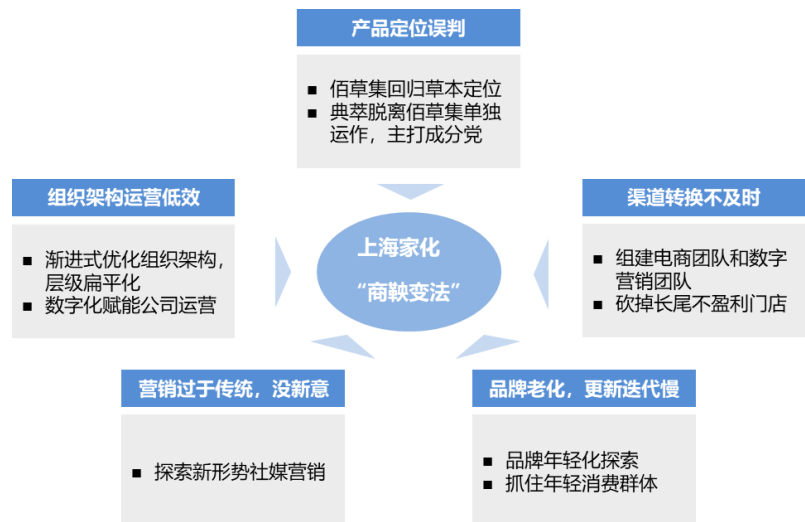 产品定位误判
■ 佰草集回归草本定位
■ 典萃脱离佰草集单独
运作，主打成分党
组织架构运营低效
■ 渐进式优化组织架构，
层级扁平化
■ 数字化赋能公司运营
上海家化
“商鞅变法”
渠道转换不及时
■ 组建电商团队和数字
营销团队
■ 砍掉长尾不盈利门店
营销过于传统，没新意
■ 探索新形势社媒营销
品牌老化，更新迭代慢
■ 品牌年轻化探索
■ 抓住年轻消费群体